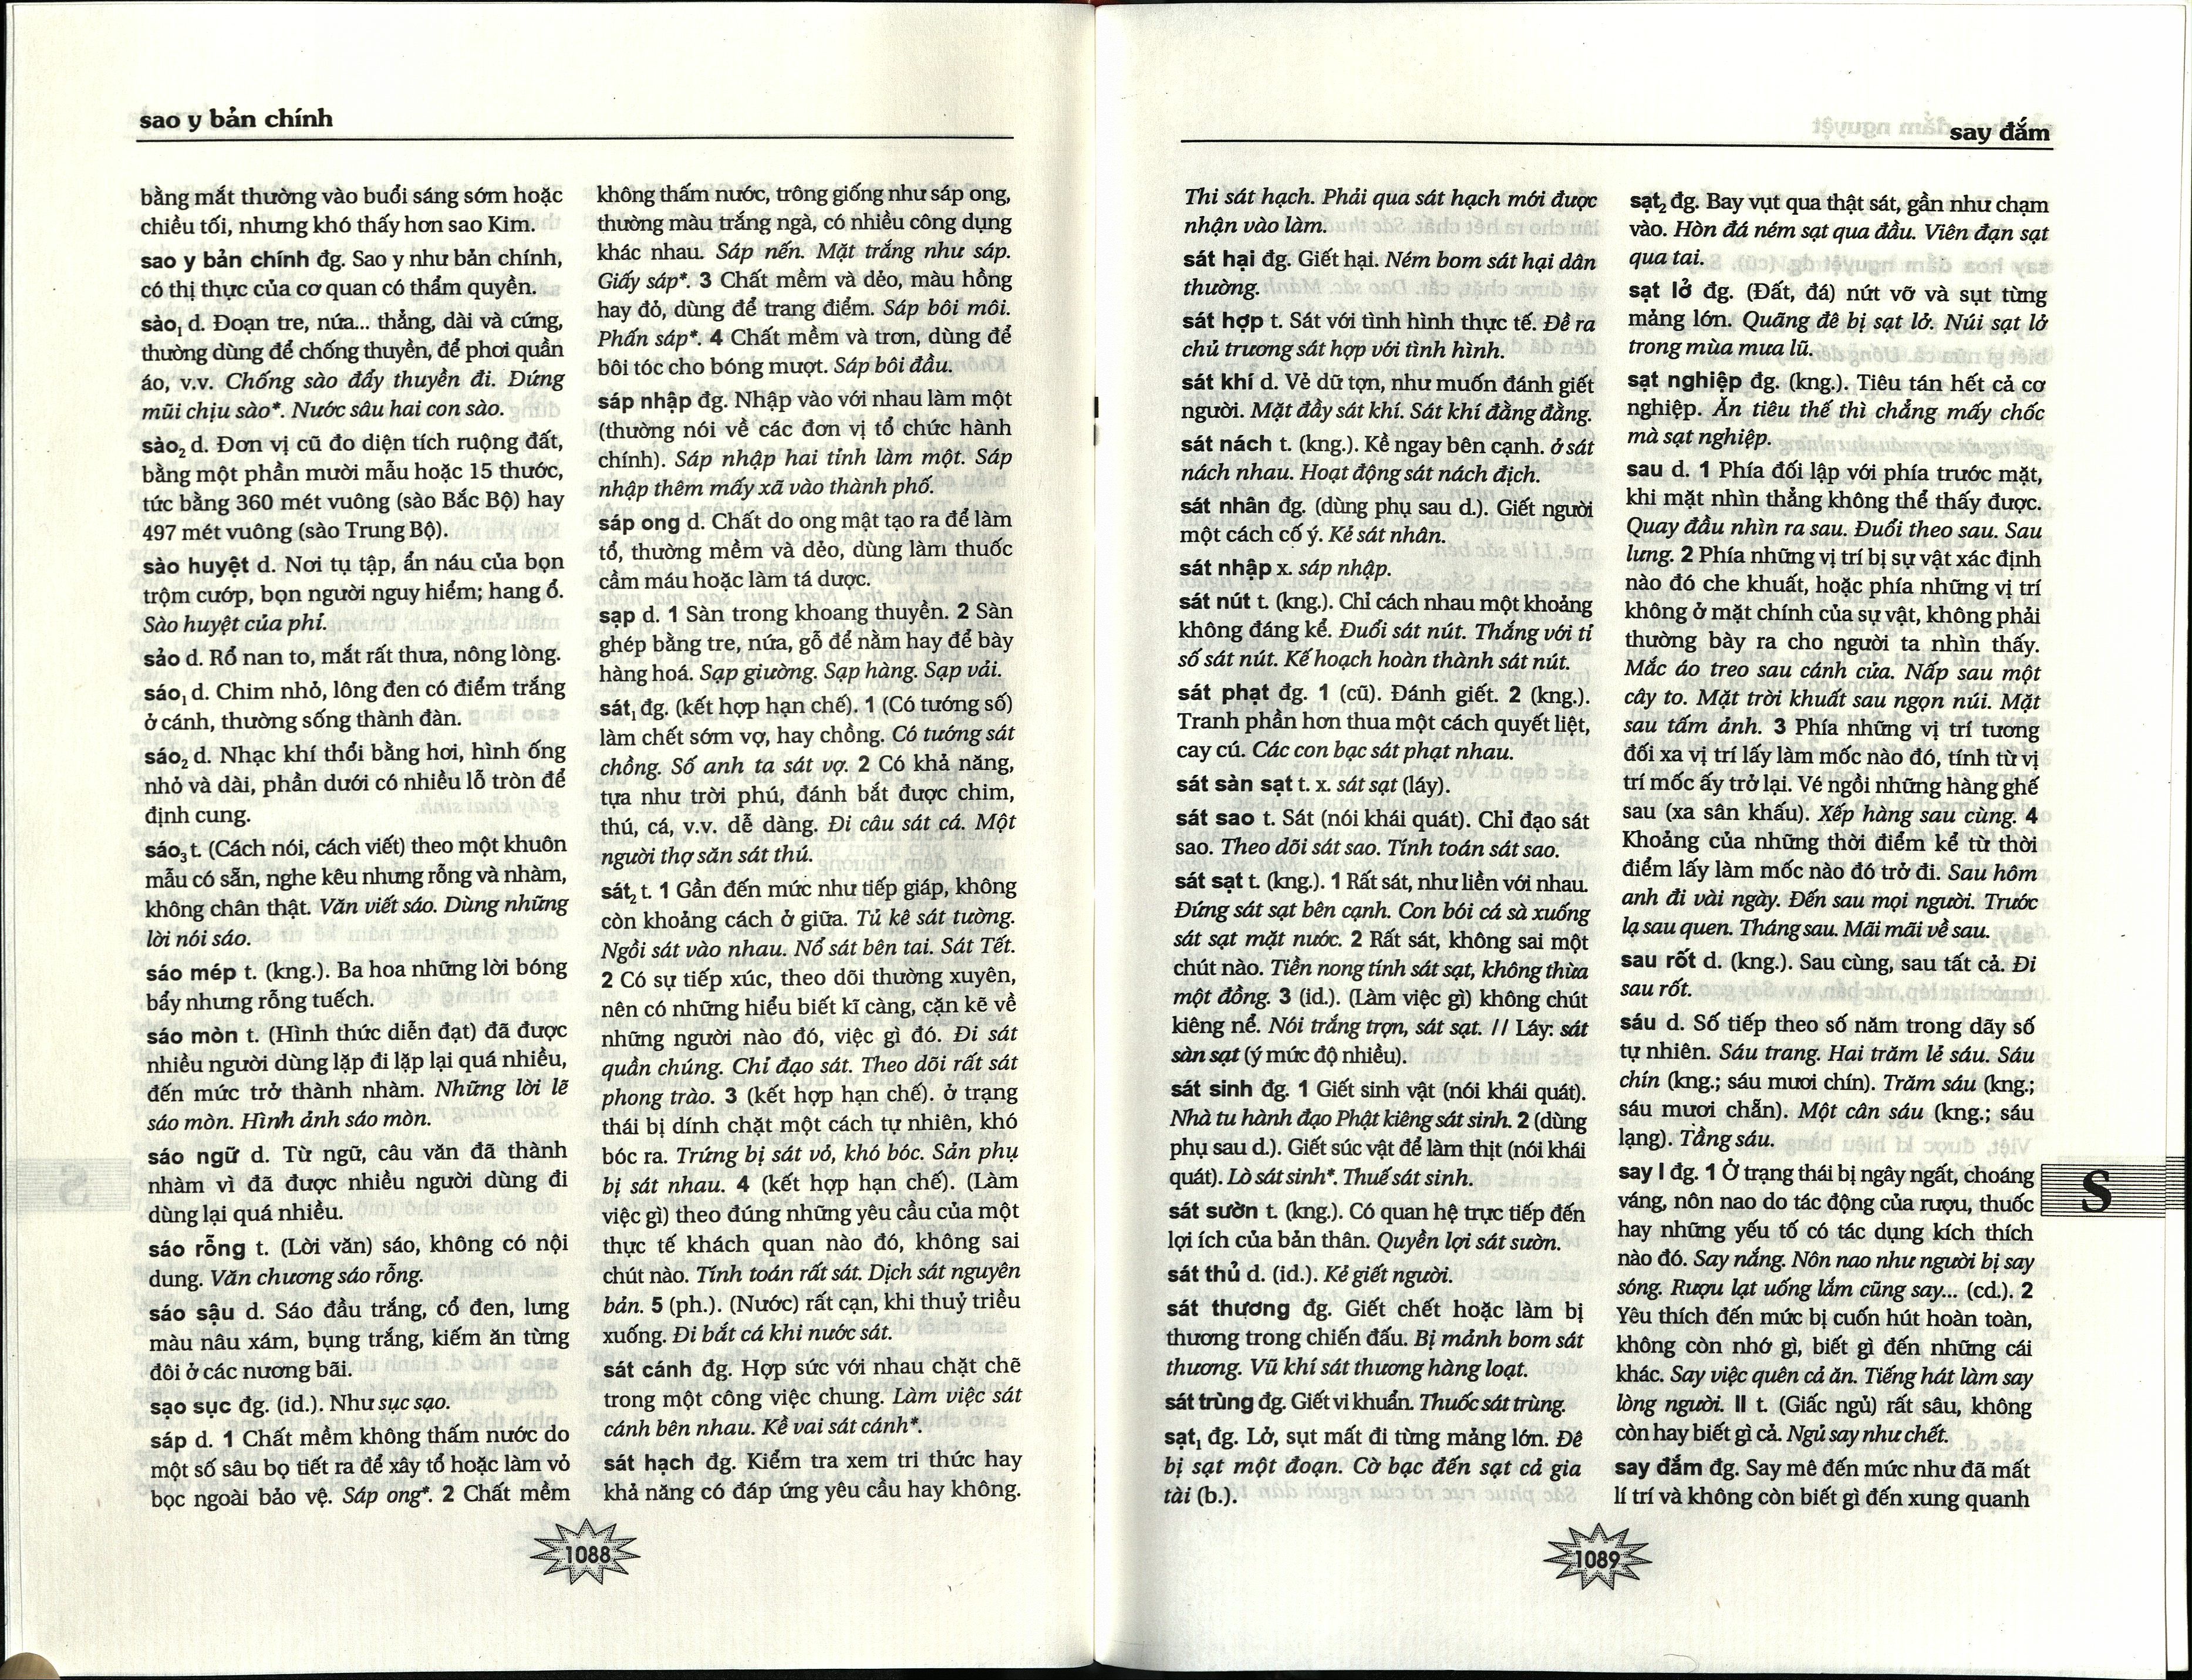 sao y bản chính
bằng mắt thường vào buổi sáng sớm hoặc
chiều tối, nhưng khó thấy hơn sao Kim.
sao y bản chính đg. Sao y như bản chính,
có thị thực của cơ quan có thẩm quyền.
sào₁ d. Đoạn tre, nứa... thẳng, dài và cứng,
thường dùng để chống thuyền, để phơi quần
áo, v.v. Chống sào đẩy thuyền đi. Đứng
mũi chịu sào*. Nước sâu hai con sào.
sào₂ d. Đơn vị cũ đo diện tích ruộng đất,
bằng một phần mười mẫu hoặc 15 thước,
tức bằng 360 mét vuông (sào Bắc Bộ) hay
497 mét vuông (sào Trung Bộ).
sào huyệt d. Nơi tụ tập, ẩn náu của bọn
trộm cướp, bọn người nguy hiểm; hang ổ.
Sào huyệt của phỉ.
sảo d. Rổ nan to, mắt rất thưa, nông lòng.
sáo₁ d. Chim nhỏ, lông đen có điểm trắng
ở cánh, thường sống thành đàn.
sáo₂ d. Nhạc khí thổi bằng hơi, hình ống
nhỏ và dài, phần dưới có nhiều lỗ tròn để
định cung.
sáo₃ t. (Cách nói, cách viết) theo một khuôn
mẫu có sẵn, nghe kêu nhưng rỗng và nhàm,
không chân thật. Văn viết sáo. Dùng những
lời nói sáo.
sáo mép t. (kng.). Ba hoa những lời bóng
bẩy nhưng rỗng tuếch.
sáo mòn t. (Hình thức diễn đạt) đã được
nhiều người dùng lặp đi lặp lại quá nhiều,
đến mức trở thành nhàm. Những lời lẽ
sáo mòn. Hình ảnh sáo mòn.
sáo ngữ d. Từ ngữ, câu văn đã thành
nhàm vì đã được nhiều người dùng đi
dùng lại quá nhiều.
sáo rỗng t. (Lời văn) sáo, không có nội
dung. Văn chương sáo rỗng.
sáo sậu d. Sáo đầu trắng, cổ đen, lưng
màu nâu xám, bụng trắng, kiếm ăn từng
đôi ở các nương bãi.
sạo sục đg. (id.). Như sục sạo.
sáp d. 1 Chất mềm không thấm nước do
một số sâu bọ tiết ra để xây tổ hoặc làm vỏ
bọc ngoài bảo vệ. Sáp ong*. 2 Chất mềm
không thấm nước, trông giống như sáp ong,
thường màu trắng ngà, có nhiều công dụng
khác nhau. Sáp nến. Mặt trắng như sáp.
Giấy sáp*. 3 Chất mềm và dẻo, màu hồng
hay đỏ, dùng để trang điểm. Sáp bôi môi.
Phấn sáp*. 4 Chất mềm và trơn, dùng để
bôi tóc cho bóng mượt. Sáp bôi đầu.
sáp nhập đg. Nhập vào với nhau làm một
(thường nói về các đơn vị tổ chức hành
chính). Sáp nhập hai tỉnh làm một. Sáp
nhập thêm mấy xã vào thành phố.
sáp ong d. Chất do ong mật tạo ra để làm
tổ, thường mềm và dẻo, dùng làm thuốc
cầm máu hoặc làm tá dược.
sạp d. 1 Sàn trong khoang thuyền. 2 Sàn
ghép bằng tre, nứa, gỗ để nằm hay để bày
hàng hoá. Sạp giường. Sạp hàng. Sạp vải.
sát₁ đg. (kết hợp hạn chế). 1 (Có tướng số)
làm chết sớm vợ, hay chồng. Có tướng sát
chồng. Số anh ta sát vợ. 2 Có khả năng,
tựa như trời phú, đánh bắt được chim,
thú, cá, v.v. dễ dàng. Đi câu sát cá. Một
người thợ săn sát thú.
sát₂ t. 1 Gần đến mức như tiếp giáp, không
còn khoảng cách ở giữa. Tủ kê sát tường.
Ngồi sát vào nhau. Nổ sát bên tai. Sát Tết.
2 Có sự tiếp xúc, theo dõi thường xuyên,
nên có những hiểu biết kĩ càng, cặn kẽ về
những người nào đó, việc gì đó. Đi sát
quần chúng. Chỉ đạo sát. Theo dõi rất sát
phong trào. 3 (kết hợp hạn chế). ở trạng
thái bị dính chặt một cách tự nhiên, khó
bóc ra. Trứng bị sát vỏ, khó bóc. Sản phụ
bị sát nhau. 4 (kết hợp hạn chế). (Làm
việc gì) theo đúng những yêu cầu của một
thực tế khách quan nào đó, không sai
chút nào. Tính toán rất sát. Dịch sát nguyên
bản. 5 (ph.). (Nước) rất cạn, khi thuỷ triều
xuống. Đi bắt cá khi nước sát.
sát cánh đg. Hợp sức với nhau chặt chẽ
trong một công việc chung. Làm việc sát
cánh bên nhau. Kề vai sát cánh*.
sát hạch đg. Kiểm tra xem tri thức hay
khả năng có đáp ứng yêu cầu hay không.
1088
say đắm
Thi sát hạch. Phải qua sát hạch mới được
nhận vào làm.
sát hại đg. Giết hại. Ném bom sát hại dân
thường.
sát hợp t. Sát với tình hình thực tế. Đề ra
chủ trương sát hợp với tình hình.
sát khí d. Vẻ dữ tợn, như muốn đánh giết
người. Mặt đầy sát khí. Sát khí đằng đằng.
sát nách t. (kng.). Kề ngay bên cạnh. ở sát
nách nhau. Hoạt động sát nách địch.
sát nhân đg. (dùng phụ sau d.). Giết người
một cách cố ý. Kẻ sát nhân.
sát nhập x. sáp nhập.
sát nút t. (kng.). Chỉ cách nhau một khoảng
không đáng kể. Đuổi sát nút. Thắng với tỉ
số sát nút. Kế hoạch hoàn thành sát nút.
sát phạt đg. 1 (cũ). Đánh giết. 2 (kng.).
Tranh phần hơn thua một cách quyết liệt,
cay cú. Các con bạc sát phạt nhau.
sát sàn sạt t. x. sát sạt (láy).
sát sao t. Sát (nói khái quát). Chỉ đạo sát
sao. Theo dõi sát sao. Tính toán sát sao.
sát sạt t. (kng.). 1 Rất sát, như liền với nhau.
Đứng sát sạt bên cạnh. Con bói cá sà xuống
sát sạt mặt nước. 2 Rất sát, không sai một
chút nào. Tiền nong tính sát sạt, không thừa
một đồng. 3 (id.). (Làm việc gì) không chút
kiêng nể. Nói trắng trợn, sát sạt. // Láy: sát
sàn sạt (ý mức độ nhiều).
sát sinh đg. 1 Giết sinh vật (nói khái quát).
Nhà tu hành đạo Phật kiêng sát sinh. 2 (dùng
phụ sau d.). Giết súc vật để làm thịt (nói khái
quát). Lò sát sinh*. Thuế sát sinh.
sát sườn t. (kng.). Có quan hệ trực tiếp đến
lợi ích của bản thân. Quyền lợi sát sườn.
sát thủ d. (id.). Kẻ giết người.
sát thương đg. Giết chết hoặc làm bị
thương trong chiến đấu. Bị mảnh bom sát
thương. Vũ khí sát thương hàng loạt.
sát trùng đg. Giết vi khuẩn. Thuốc sát trùng.
sạt₁ đg. Lở, sụt mất đi từng mảng lớn. Đê
bị sạt một đoạn. Cờ bạc đến sạt cả gia
tài (b.).
sạt₂ đg. Bay vụt qua thật sát, gần như chạm
vào. Hòn đá ném sạt qua đầu. Viên đạn sạt
qua tai.
sạt lở đg. (Đất, đá) nứt vỡ và sụt từng
mảng lớn. Quãng đê bị sạt lở. Núi sạt lở
trong mùa mưa lũ.
sạt nghiệp đg. (kng.). Tiêu tán hết cả cơ
nghiệp. Ăn tiêu thế thì chẳng mấy chốc
mà sạt nghiệp.
sau d. 1 Phía đối lập với phía trước mặt,
khi mặt nhìn thẳng không thể thấy được.
Quay đầu nhìn ra sau. Đuổi theo sau. Sau
lưng. 2 Phía những vị trí bị sự vật xác định
nào đó che khuất, hoặc phía những vị trí
không ở mặt chính của sự vật, không phải
thường bày ra cho người ta nhìn thấy.
Mắc áo treo sau cánh cửa. Nấp sau một
cây to. Mặt trời khuất sau ngọn núi. Mặt
sau tấm ảnh. 3 Phía những vị trí tương
đối xa vị trí lấy làm mốc nào đó, tính từ vị
trí mốc ấy trở lại. Vé ngồi những hàng ghế
sau (xa sân khấu). Xếp hàng sau cùng. 4
Khoảng của những thời điểm kể từ thời
điểm lấy làm mốc nào đó trở đi. Sau hôm
anh đi vài ngày. Đến sau mọi người. Trước
lạ sau quen. Tháng sau. Mãi mãi về sau.
sau rốt d. (kng.). Sau cùng, sau tất cả. Đi
sau rốt.
sáu d. Số tiếp theo số năm trong dãy số
tự nhiên. Sáu trang. Hai trăm lẻ sáu. Sáu
chín (kng.; sáu mươi chín). Trăm sáu (kng.;
sáu mươi chẵn). Một cân sáu (kng.; sáu
lạng). Tầng sáu.
say I đg. 1 Ở trạng thái bị ngây ngất, choáng
váng, nôn nao do tác động của rượu, thuốc
hay những yếu tố có tác dụng kích thích
nào đó. Say nắng. Nôn nao như người bị say
sóng. Rượu lạt uống lắm cũng say... (cd.). 2
Yêu thích đến mức bị cuốn hút hoàn toàn,
không còn nhớ gì, biết gì đến những cái
khác. Say việc quên cả ăn. Tiếng hát làm say
lòng người. II t. (Giấc ngủ) rất sâu, không
còn hay biết gì cả. Ngủ say như chết.
say đắm đg. Say mê đến mức như đã mất
lí trí và không còn biết gì đến xung quanh
S
1089